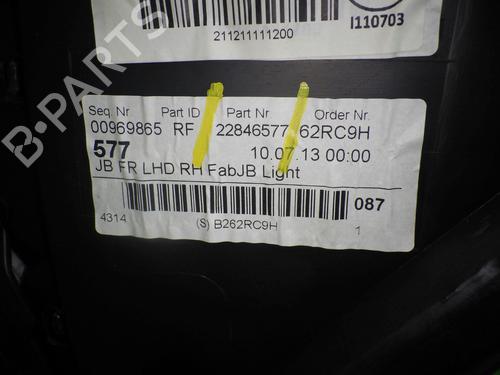 211211111200
I110703
Seq. Nr Part ID Part Nr Order Nr.
00969865 RF 22846577 62RC9H
577 10.07.13 00:00
JB FR LHD RH FabJB Light
087
4314 (S) B262RC9H 1
B-PARTS